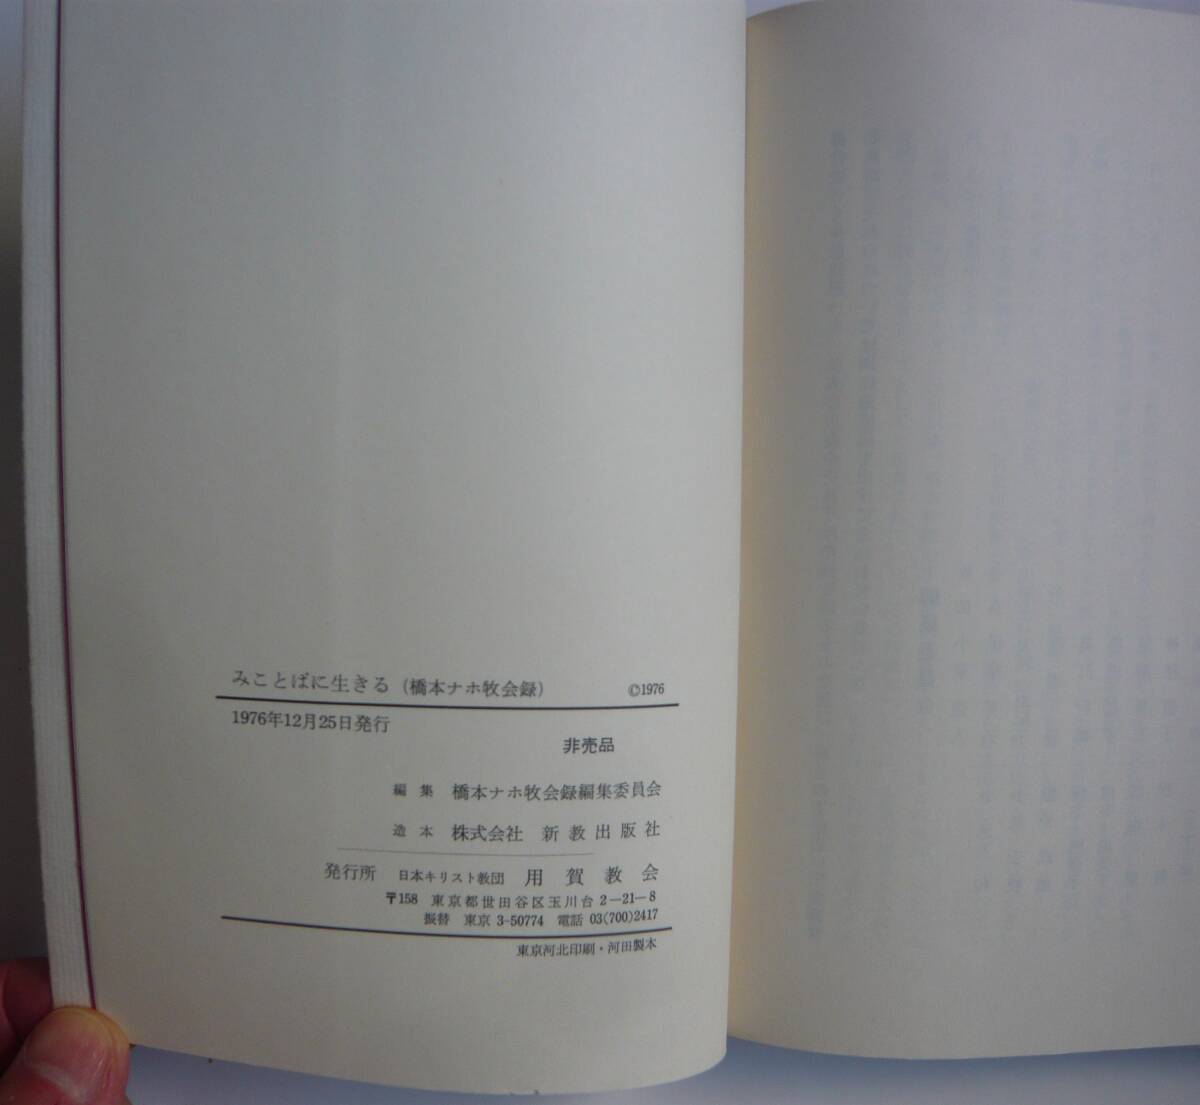 みことばに生きる（橋本ナホ牧会録） ©1976
1976年12月25日発行
非売品
編集 橋本ナホ牧会録編集委員会
造本 株式会社 新教出版社
発行所 日本キリスト教団 用賀教会
〒158 東京都世田谷区玉川台2―21―8
振替 東京 3-50774 電話 03(700)2417
東京河北印刷・河田製本